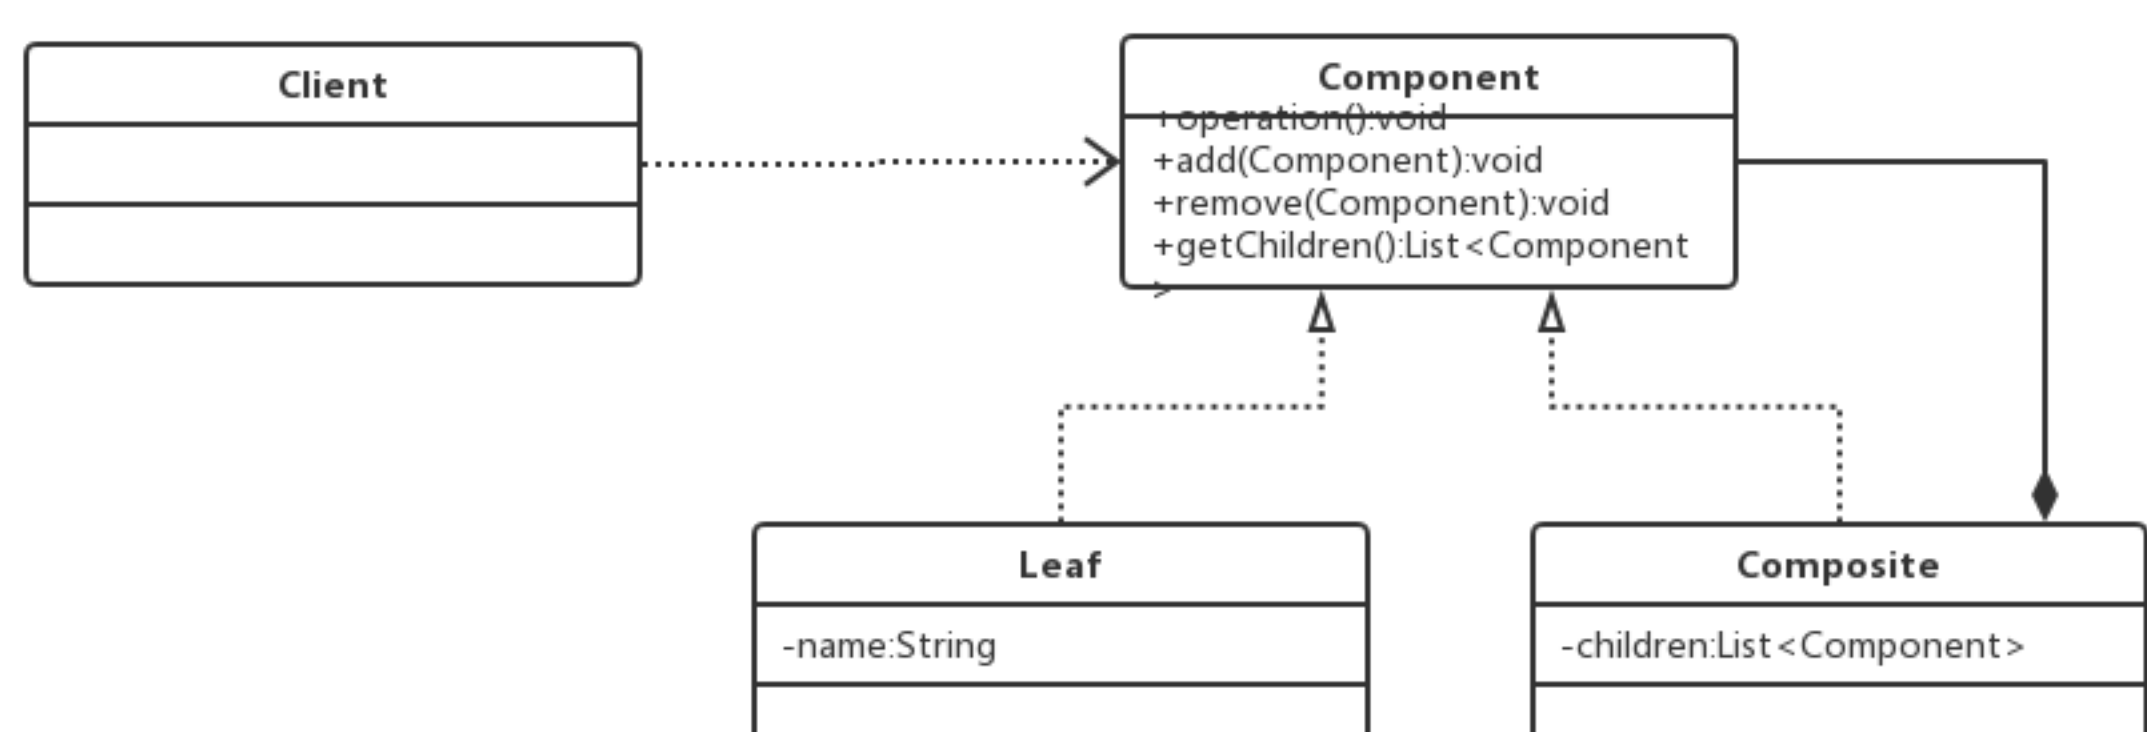 Client
Component
+operation():void
+add(Component):void
+remove(Component):void
+getChildren():List<Component
>
Leaf
-name:String
Composite
-children:List<Component>